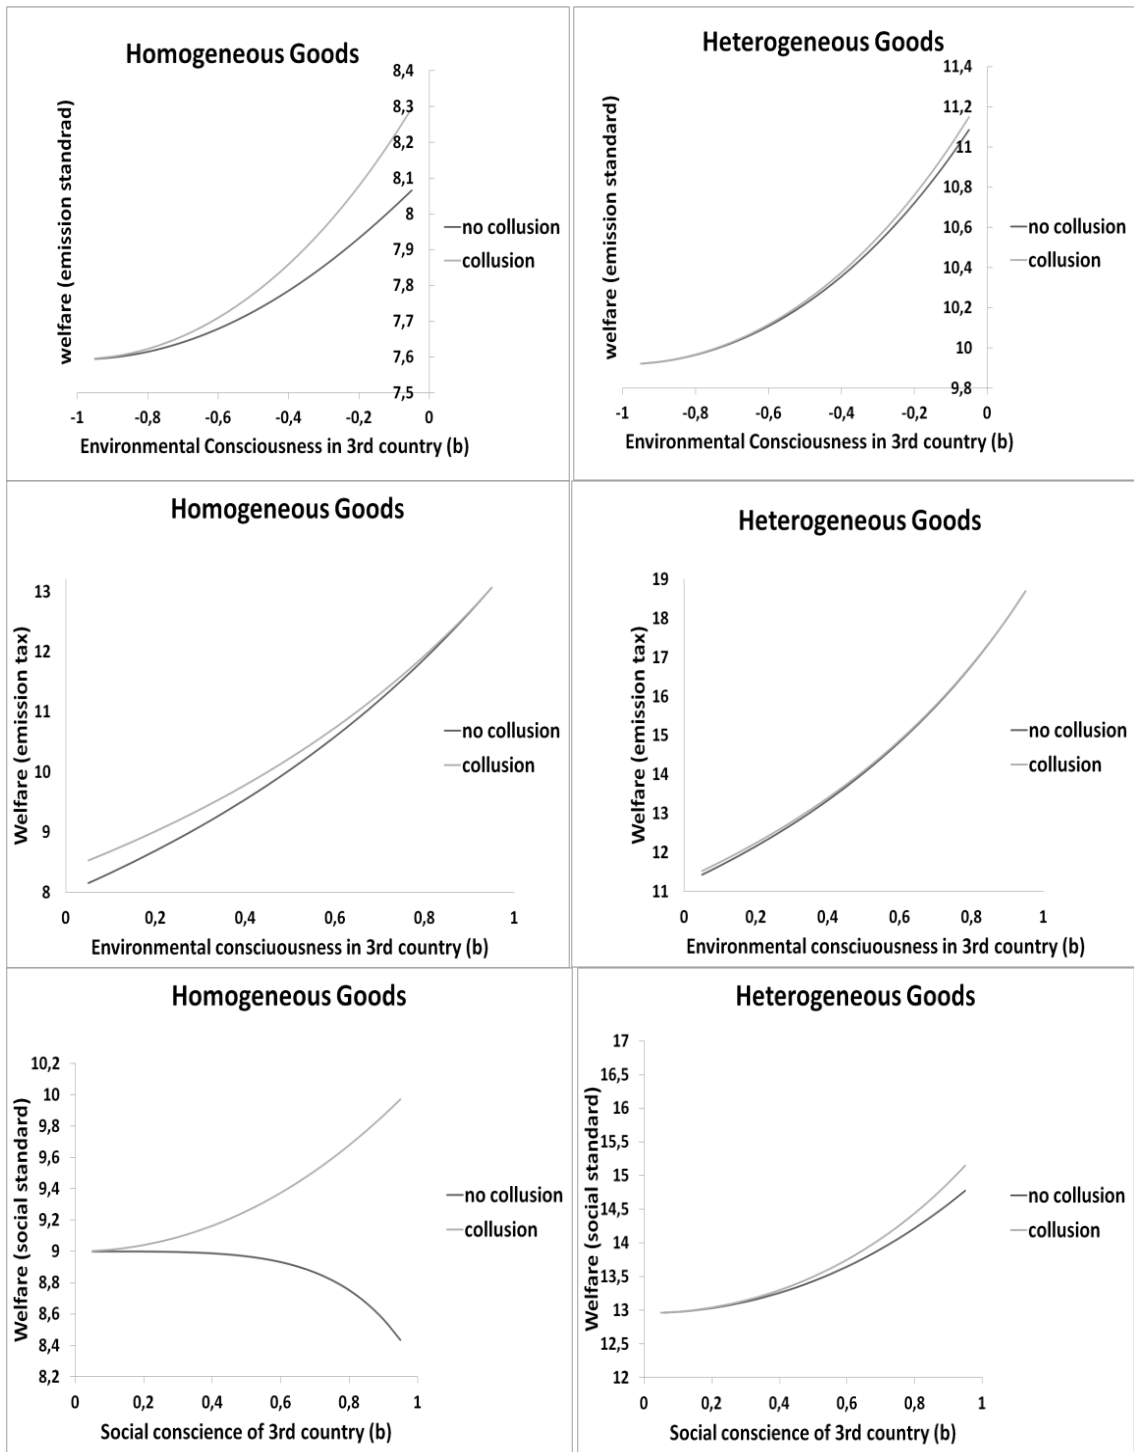 Homogeneous Goods
8,4
8,3
8,2
8,1
8
7,9
7,8
7,7
7,6
7,5
welfare (emission standrad)
no collusion
collusion
-1 -0,8 -0,6 -0,4 -0,2 0
Environmental Consciousness in 3rd country (b)
Heterogeneous Goods
11,4
11,2
11
10,8
10,6
10,4
10,2
10
9,8
welfare (emission standard)
no collusion
collusion
-1 -0,8 -0,6 -0,4 -0,2 0
Environmental Consciousness in 3rd country (b)
Homogeneous Goods
13
12
11
10
9
8
Welfare (emission tax)
no collusion
collusion
0 0,2 0,4 0,6 0,8 1
Environmental consciuousness in 3rd country (b)
Heterogeneous Goods
19
18
17
16
15
14
13
12
11
Welfare (emission tax)
no collusion
collusion
0 0,2 0,4 0,6 0,8 1
Environmental consciuousness in 3rd country (b)
Homogeneous Goods
10,2
10
9,8
9,6
9,4
9,2
9
8,8
8,6
8,4
8,2
Welfare (social standard)
no collusion
collusion
0 0,2 0,4 0,6 0,8 1
Social conscience of 3rd country (b)
Heterogeneous Goods
17
16,5
16
15,5
15
14,5
14
13,5
13
12,5
12
Welfare (social standard)
no collusion
collusion
0 0,2 0,4 0,6 0,8 1
Social conscience of 3rd country (b)